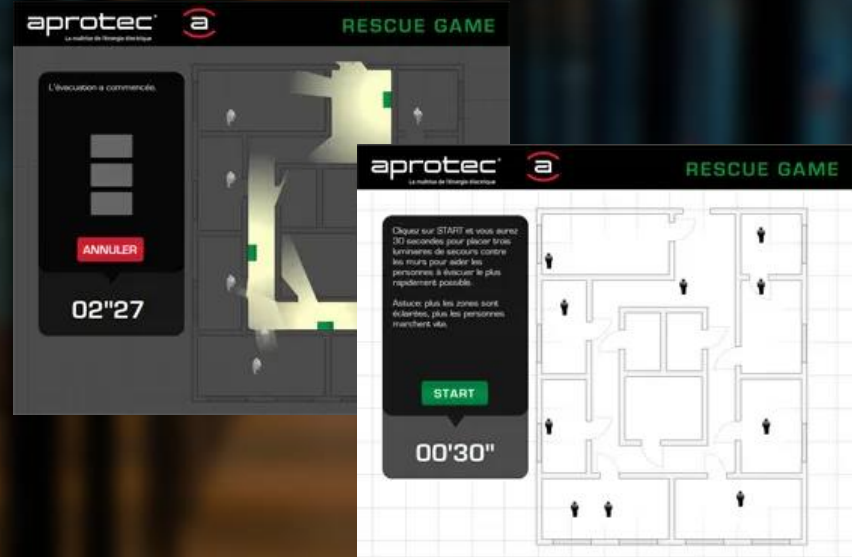 aprotec
a
RESCUE GAME
La maîtrise de l'énergie électrique
L'évacuation a commencée.
ANNULER
02"27
aprotec
a
RESCUE GAME
La maîtrise de l'énergie électrique
Cliquez sur START et vous aurez
30 secondes pour placer trois
luminaires de secours contre
les murs pour aider les
personnes à évacuer le plus
rapidement possible.
Astuce: plus les zones sont
éclairées, plus les personnes
marchent vite.
START
00'30"